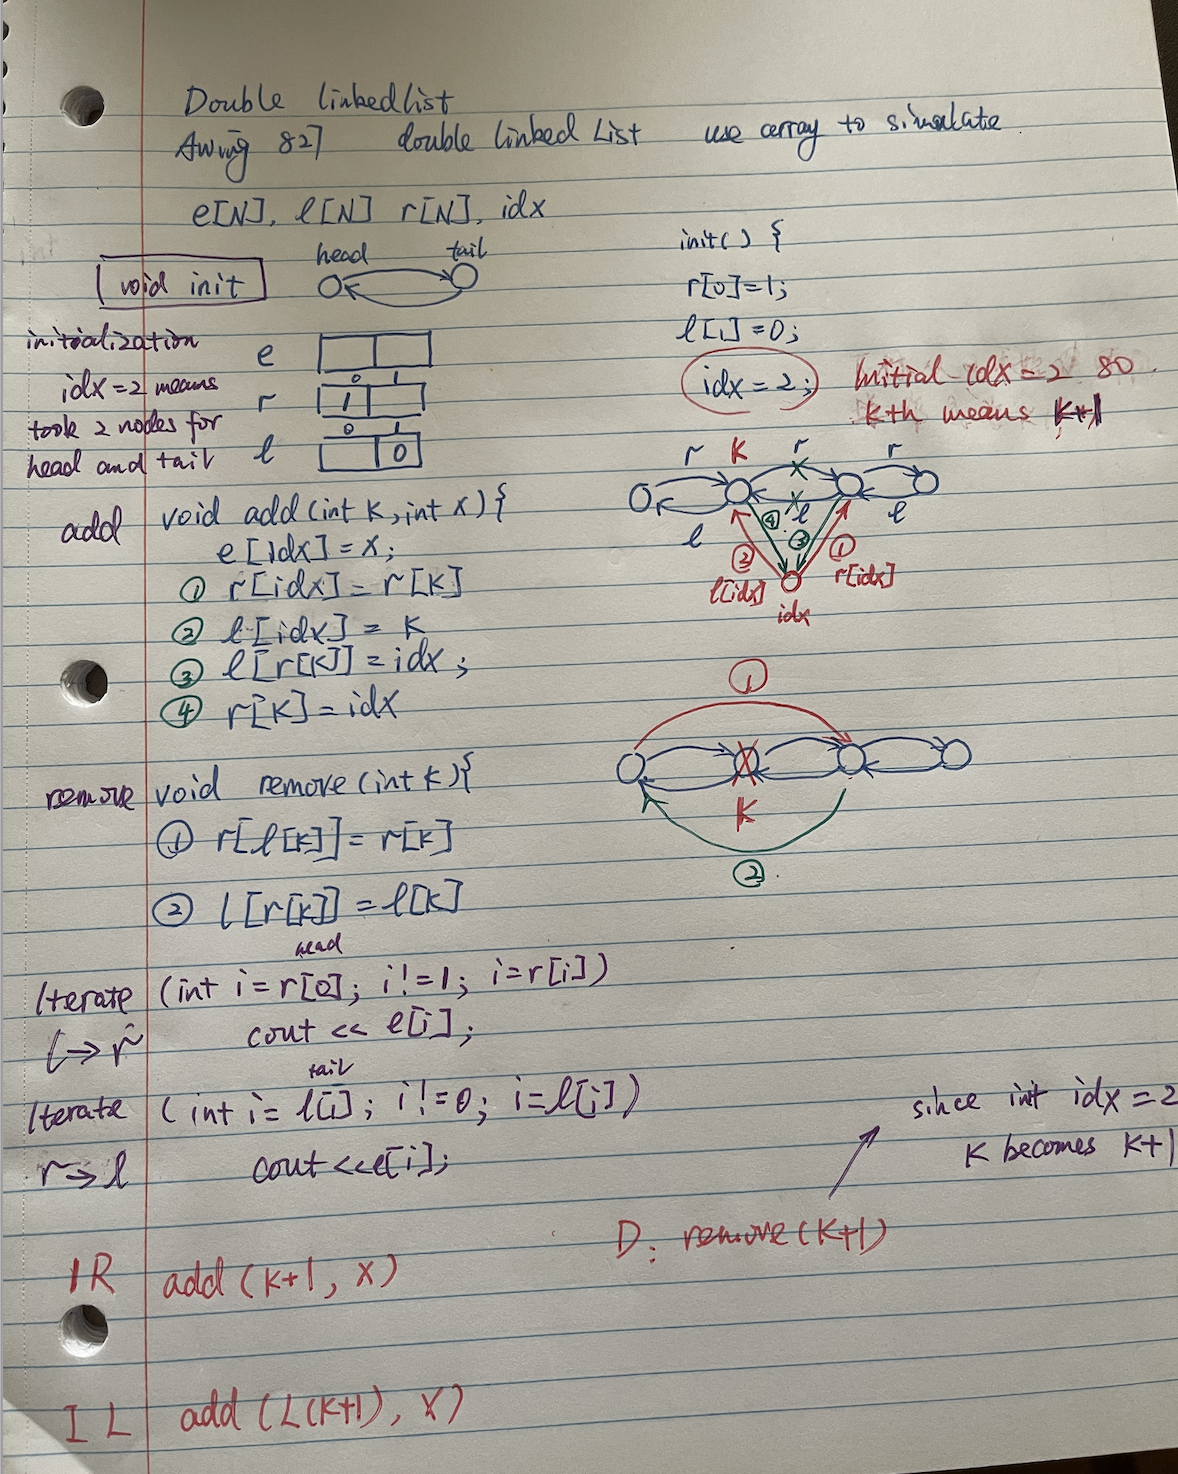 Double linkedlist
Awing 827 double linked List use array to simulate
e[N], l[N] r[N], idx
void init
head tail
init() {
r[0]=1;
l[1]=0;
idx=2;
Initial idx=2 so
kth means k+1
initialization
idx=2 means
took 2 nodes for
head and tail
e
0 1
r 1
0 1
l 0
r K r r
l l l
① ② ③ ④
l[idx] r[idx]
idx
add void add(int k, int x){
e[idx]=x;
① r[idx]=r[k]
② l[idx] = k
③ l[r[k]]=idx;
④ r[k]=idx
①
K
②
remove void remove(int k){
① r[l[k]]=r[k]
② l[r[k]]=l[k]
head
Iterate (int i=r[0]; i!=1; i=r[i])
l→r cout << e[i];
tail
Iterate (int i= l[1]; i!=0; i=l[i])
r→l cout <<e[i];
since init idx=2
K becomes K+1
D: remove(K+1)
IR add(k+1, x)
IL add(L(k+1), x)